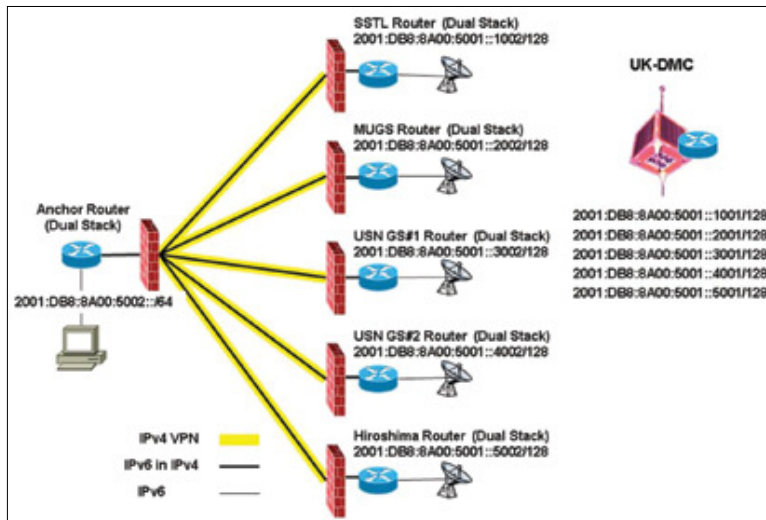 SSTL Router (Dual Stack)
2001:DB8:8A00:5001::1002/128
UK-DMC
MUGS Router (Dual Stack)
2001:DB8:8A00:5001::2002/128
Anchor Router
(Dual Stack)
2001:DB8:8A00:5002::/64
USN GS#1 Router (Dual Stack)
2001:DB8:8A00:5001::3002/128
2001:DB8:8A00:5001::1001/128
2001:DB8:8A00:5001::2001/128
2001:DB8:8A00:5001::3001/128
2001:DB8:8A00:5001::4001/128
2001:DB8:8A00:5001::5001/128
USN GS#2 Router (Dual Stack)
2001:DB8:8A00:5001::4002/128
Hiroshima Router (Dual Stack)
2001:DB8:8A00:5001::5002/128
IPv4 VPN
IPv6 in IPv4
IPv6